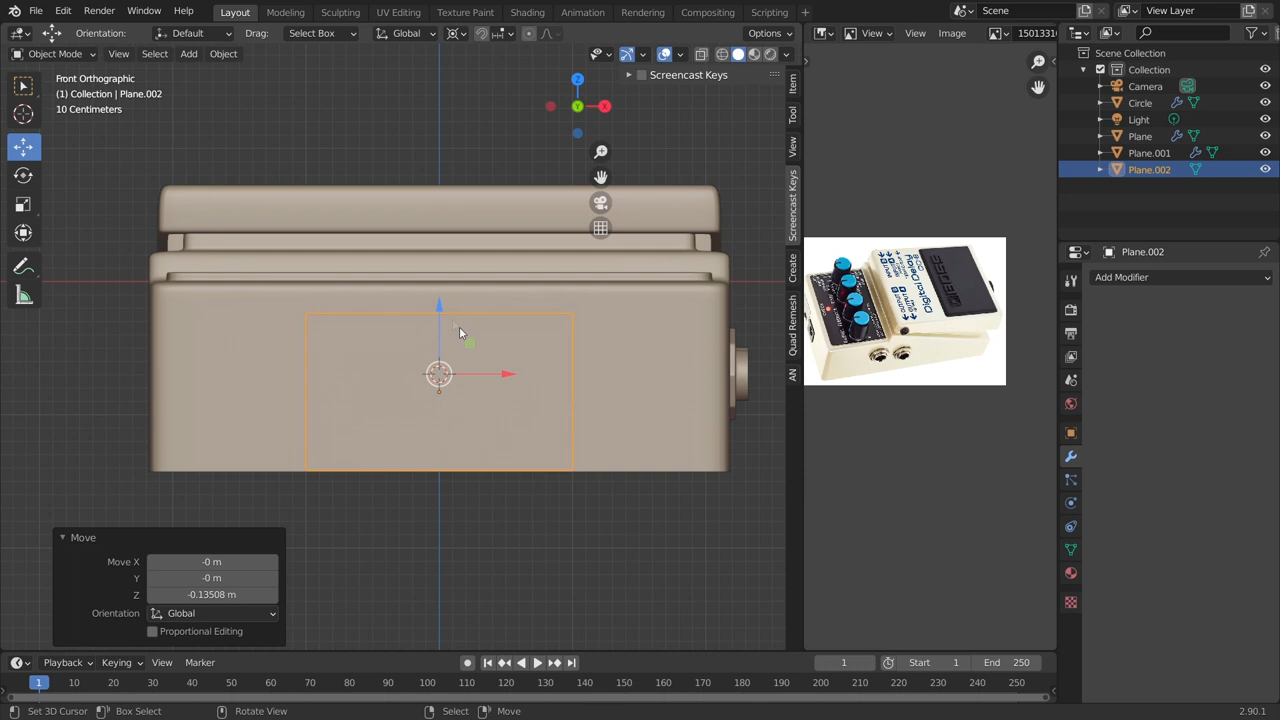 File Edit Render Window Help Layout Modeling Sculpting UV Editing Texture Paint Shading Animation Rendering Compositing Scripting Scene View Layer
Orientation: Default Drag: Select Box Global Options View View Image 15013310
Object Mode View Select Add Object
Front Orthographic
(1) Collection | Plane.002
10 Centimeters
Screencast Keys
Z
X
Y
Item
Tool
View
Screencast Keys
Create
Quad Remesh
AN
BOSS
Digital Delay
OUTPUT
Scene Collection
Collection
Camera
Circle
Light
Plane
Plane.001
Plane.002
Plane.002
Add Modifier
Move
Move X -0 m
Y -0 m
Z -0.13508 m
Orientation Global
Proportional Editing
Playback Keying View Marker 1 Start 1 End 250
1 10 20 30 40 50 60 70 80 90 100 110 120 130 140 150 160 170 180 190 200 210 220 230 240 250
Set 3D Cursor Box Select Rotate View Select Move 2.90.1